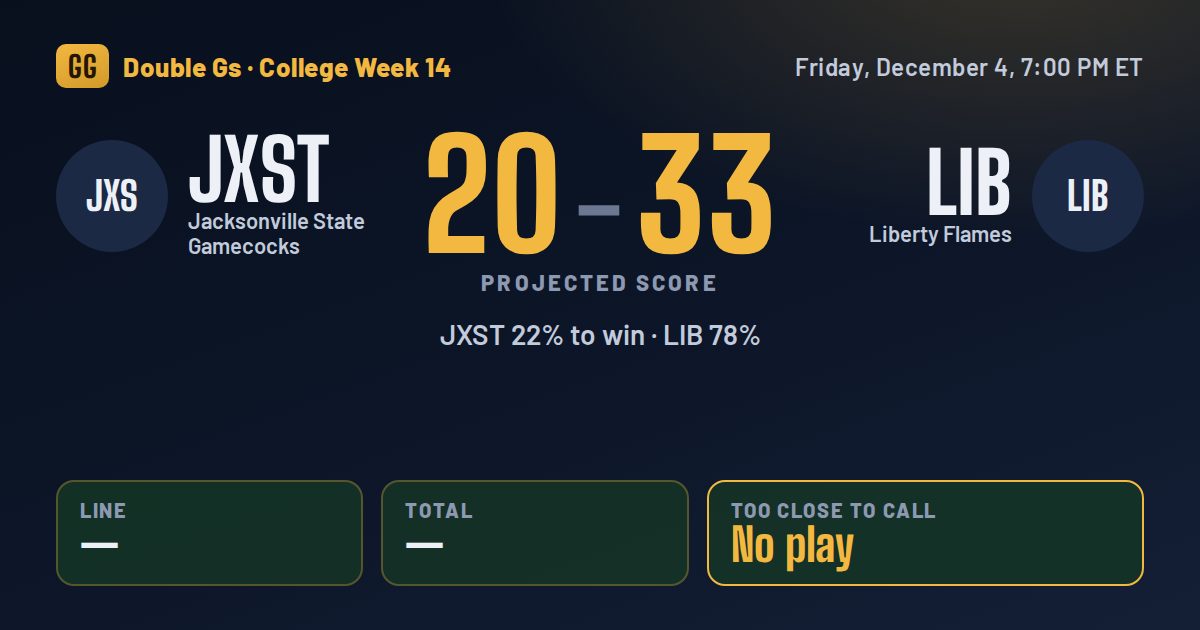 GG
Double Gs · College Week 14
Friday, December 4, 7:00 PM ET
JXS
JXST
Jacksonville State
Gamecocks
20 – 33
LIB
Liberty Flames
LIB
PROJECTED SCORE
JXST 22% to win · LIB 78%
LINE
—
TOTAL
—
TOO CLOSE TO CALL
No play